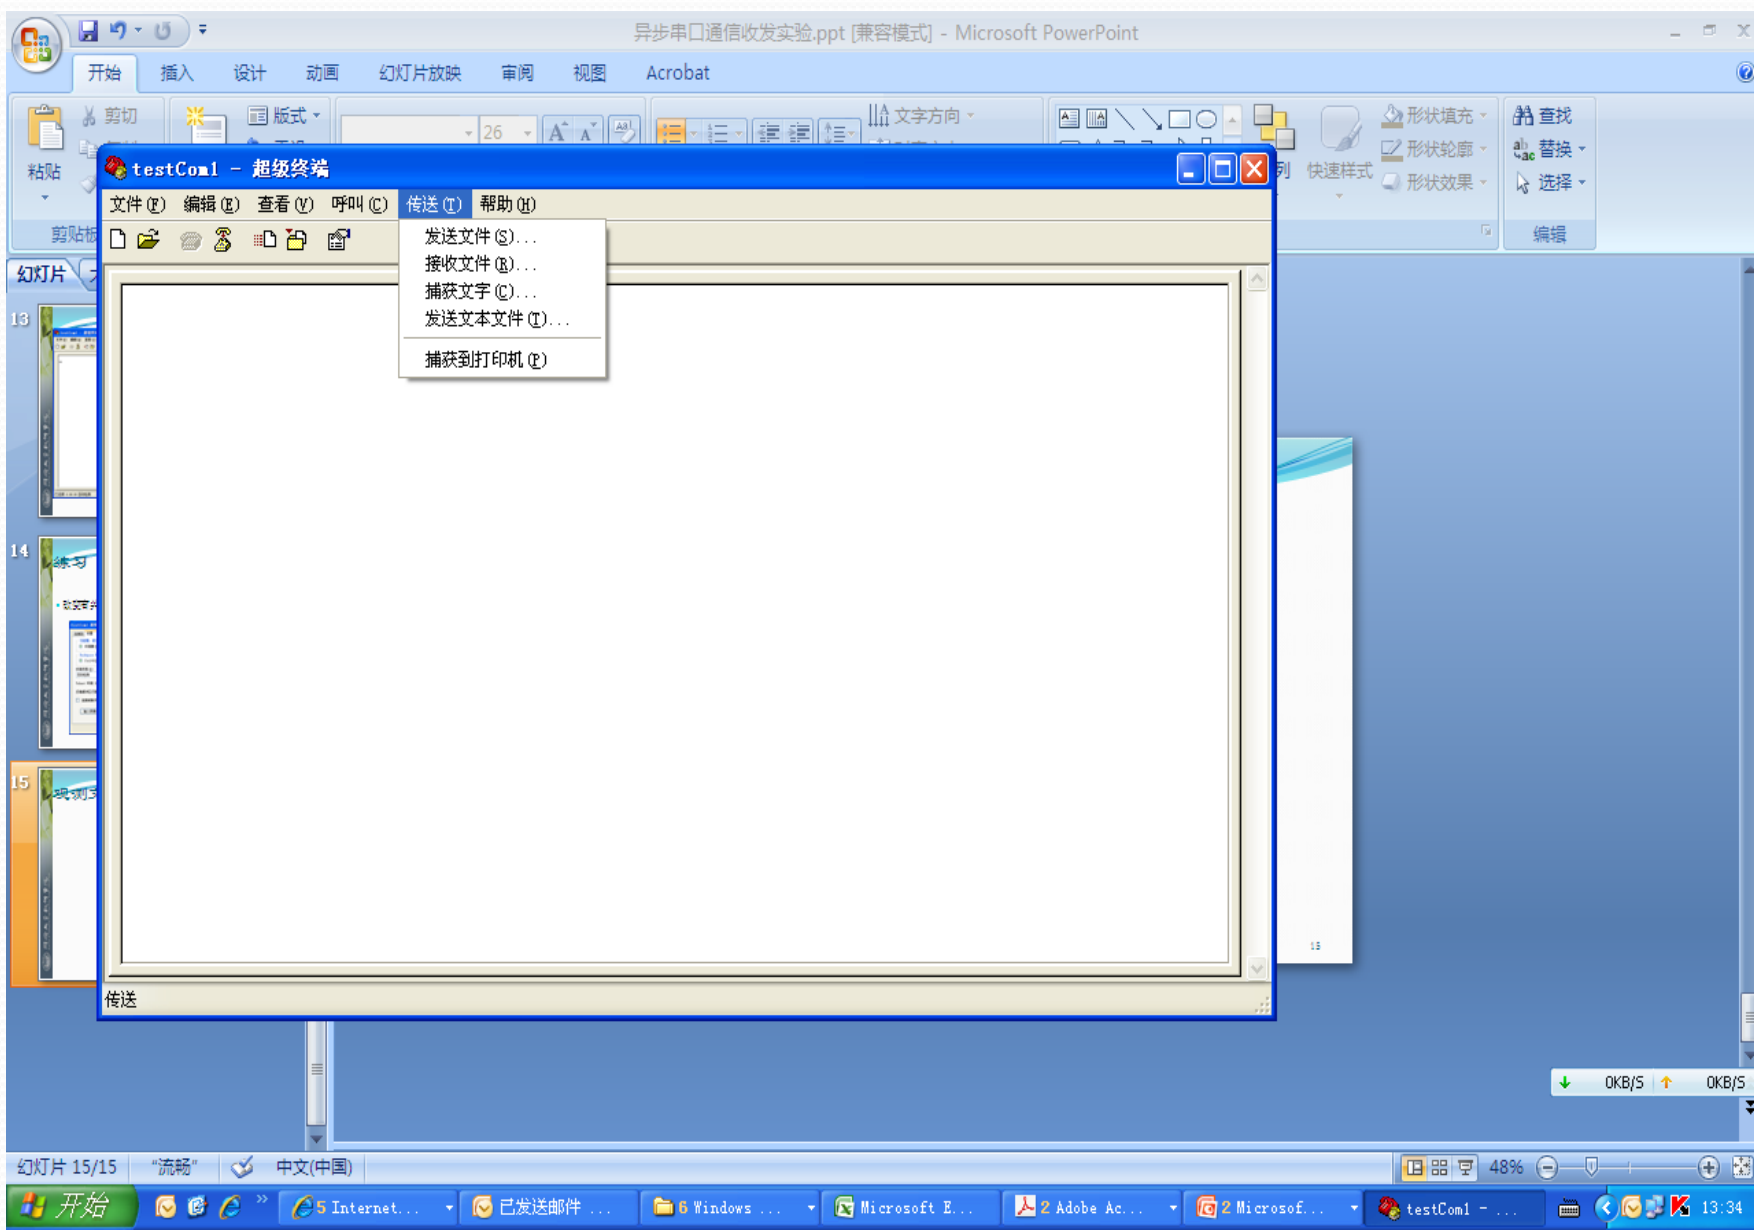 异步串口通信收发实验.ppt [兼容模式] - Microsoft PowerPoint
开始 插入 设计 动画 幻灯片放映 审阅 视图 Acrobat
剪切 版式 26 文字方向 形状填充 查找
粘贴 列 快速样式 形状轮廓 替换
形状效果 选择
剪贴板 编辑
testCom1 - 超级终端
文件(F) 编辑(E) 查看(V) 呼叫(C) 传送(T) 帮助(H)
发送文件(S)...
接收文件(R)...
捕获文字(C)...
发送文本文件(T)...
捕获到打印机(P)
幻灯片
13
14
练习
15
观测
15
传送
0KB/S 0KB/S
幻灯片 15/15 “流畅” 中文(中国) 48%
开始 5 Internet... 已发送邮件 ... 6 Windows ... Microsoft E... 2 Adobe Ac... 2 Microsof... testCom1 - ... 13:34